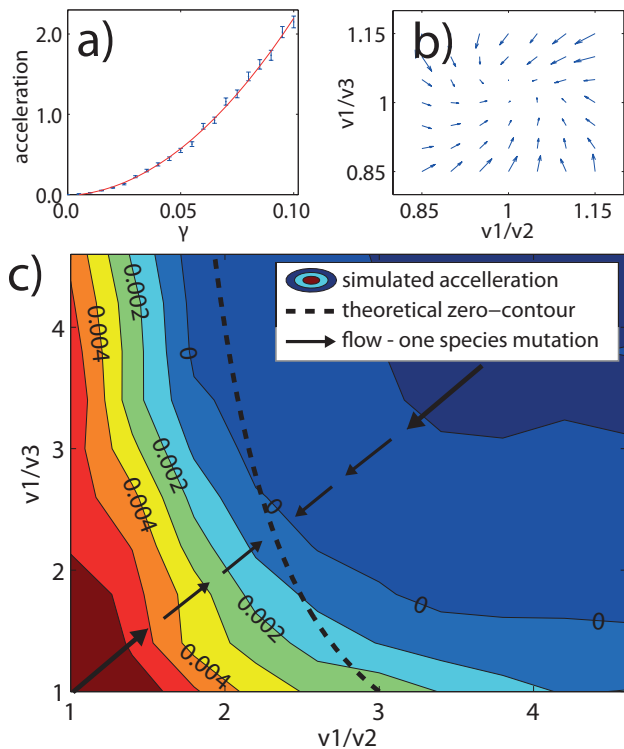 a)
acceleration
2.0
1.0
0.0
0.0
0.05
0.10
γ
b)
v1/v3
1.15
1
0.85
0.85
1
1.15
v1/v2
c)
simulated accelleration
theoretical zero-contour
flow - one species mutation
v1/v3
4
3
2
1
1
2
3
4
v1/v2
0.004
0.002
0
0.002
0.004
0
0.002
0.004
0
0